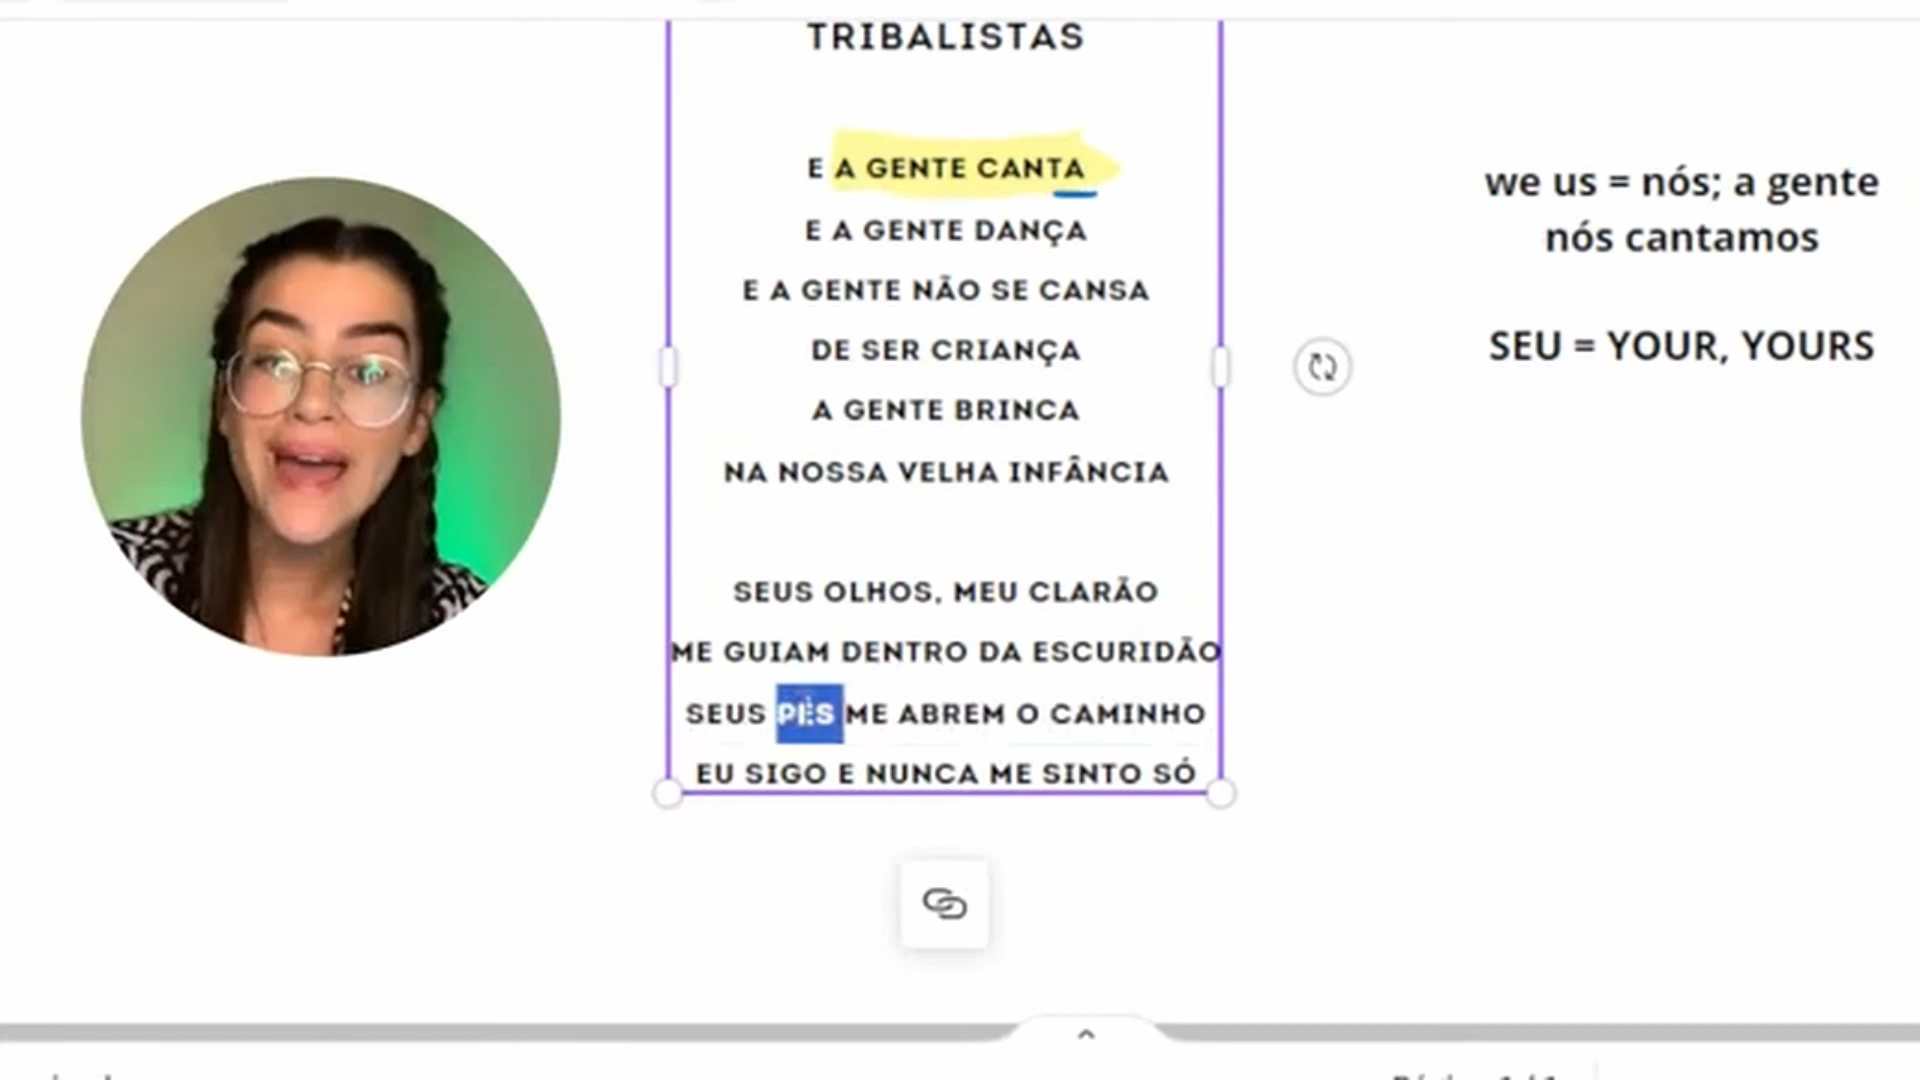 TRIBALISTAS
E A GENTE CANTA
E A GENTE DANÇA
E A GENTE NÃO SE CANSA
DE SER CRIANÇA
A GENTE BRINCA
NA NOSSA VELHA INFÂNCIA
SEUS OLHOS, MEU CLARÃO
ME GUIAM DENTRO DA ESCURIDÃO
SEUS PÉS ME ABREM O CAMINHO
EU SIGO E NUNCA ME SINTO SÓ
we us = nós; a gente
nós cantamos
SEU = YOUR, YOURS